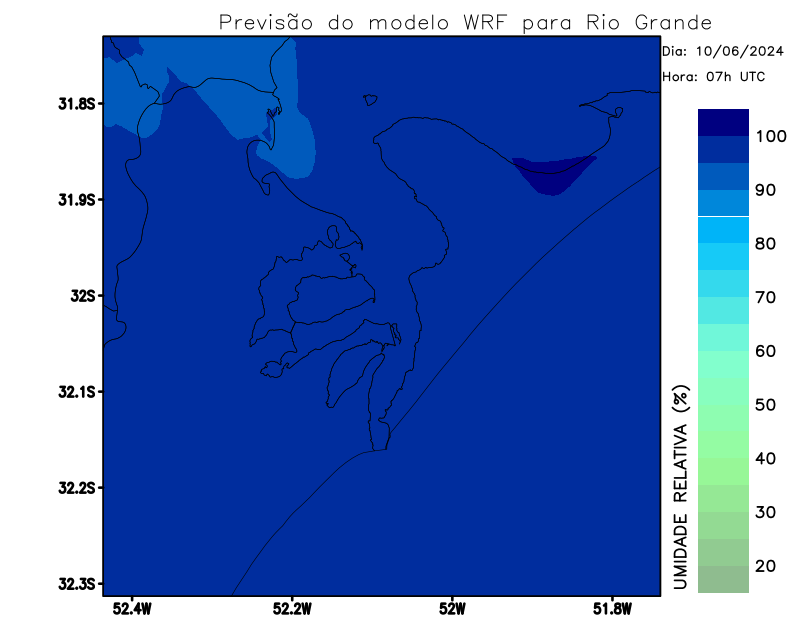 Previsão do modelo WRF para Rio Grande
Dia: 10/06/2024
Hora: 07h UTC
31.8S
31.9S
32S
32.1S
32.2S
32.3S
52.4W
52.2W
52W
51.8W
UMIDADE RELATIVA (%)
100
90
80
70
60
50
40
30
20